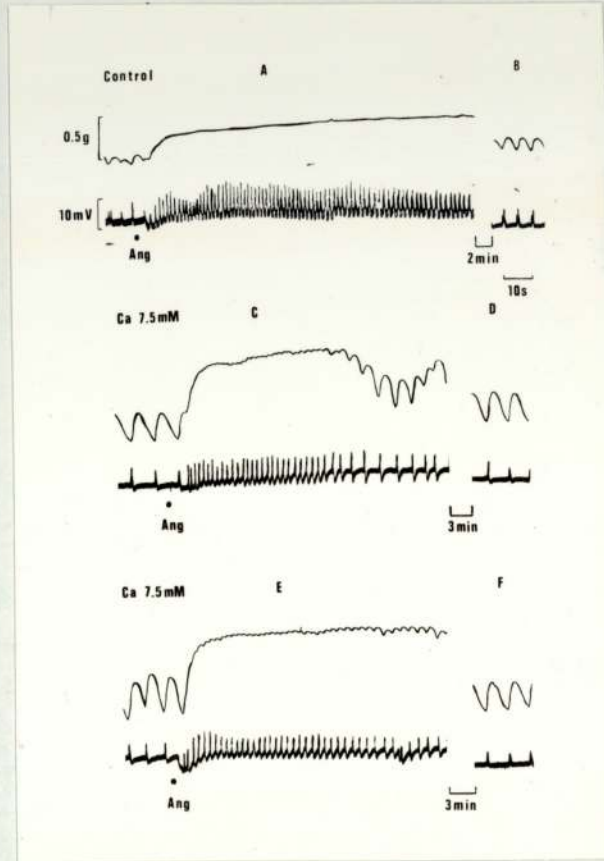 Control A B
0.5g
10mV
Ang
2min
10s
Ca 7.5mM C D
Ang
3min
Ca 7.5mM E F
Ang
3min